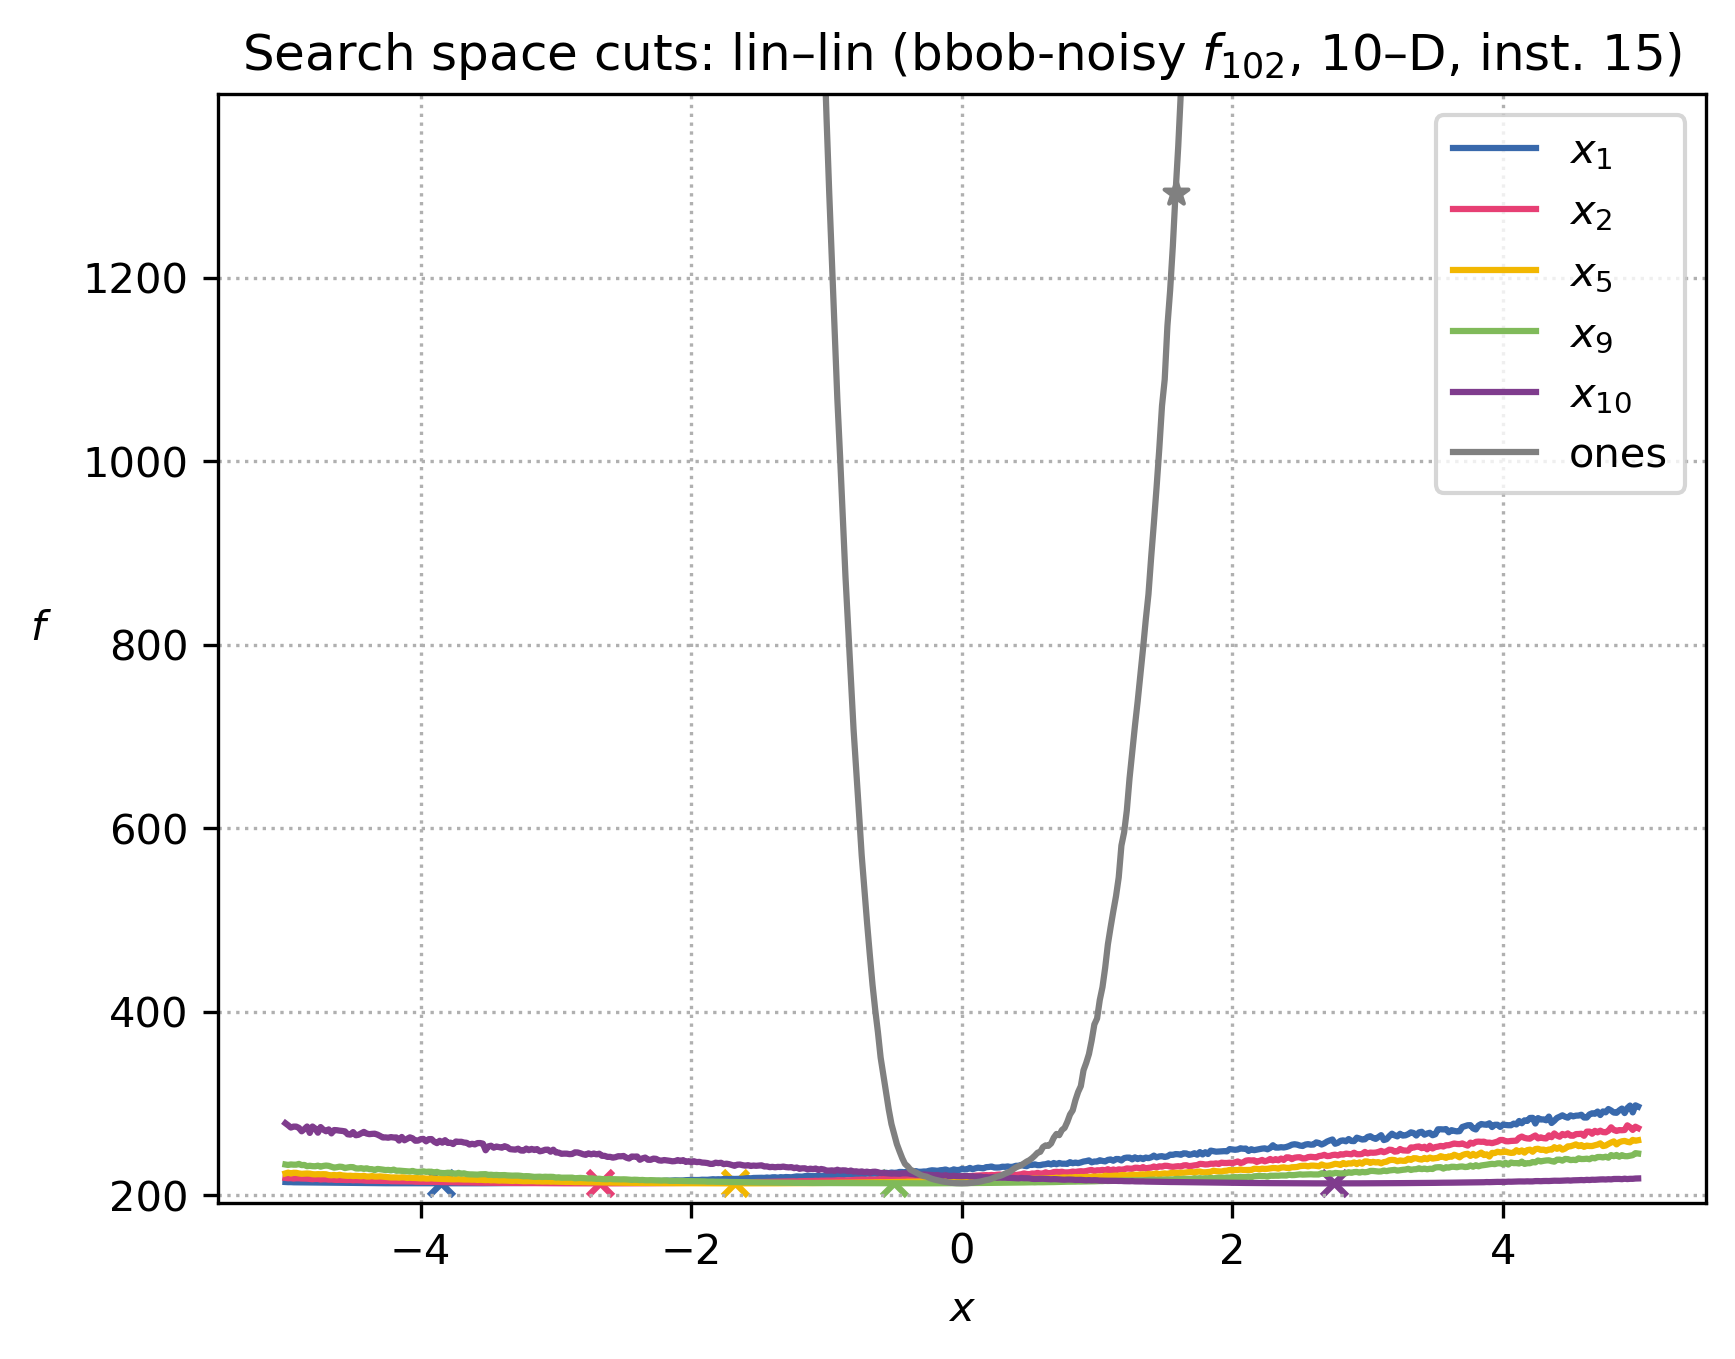 Search space cuts: lin–lin (bbob-noisy f₁₀₂, 10–D, inst. 15)
x₁
x₂
x₅
x₉
x₁₀
ones
1200
1000
800
600
400
200
f
−4
−2
0
2
4
x